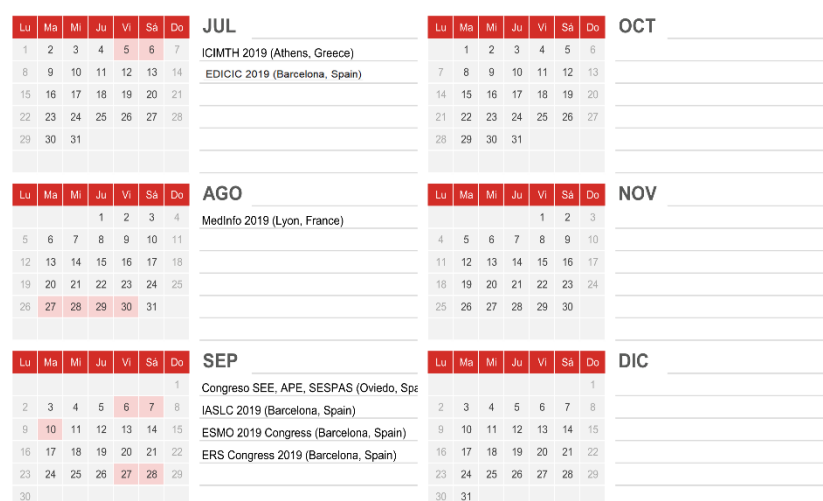 JUL
Lu Ma Mi Ju Vi Sá Do
1 2 3 4 5 6 7
8 9 10 11 12 13 14
15 16 17 18 19 20 21
22 23 24 25 26 27 28
29 30 31
ICIMTH 2019 (Athens, Greece)
EDICIC 2019 (Barcelona, Spain)
OCT
Lu Ma Mi Ju Vi Sá Do
1 2 3 4 5 6
7 8 9 10 11 12 13
14 15 16 17 18 19 20
21 22 23 24 25 26 27
28 29 30 31
AGO
Lu Ma Mi Ju Vi Sá Do
1 2 3 4
5 6 7 8 9 10 11
12 13 14 15 16 17 18
19 20 21 22 23 24 25
26 27 28 29 30 31
MedInfo 2019 (Lyon, France)
NOV
Lu Ma Mi Ju Vi Sá Do
1 2 3
4 5 6 7 8 9 10
11 12 13 14 15 16 17
18 19 20 21 22 23 24
25 26 27 28 29 30
SEP
Lu Ma Mi Ju Vi Sá Do
1
2 3 4 5 6 7 8
9 10 11 12 13 14 15
16 17 18 19 20 21 22
23 24 25 26 27 28 29
30
Congreso SEE, APE, SESPAS (Oviedo, Spa
IASLC 2019 (Barcelona, Spain)
ESMO 2019 Congress (Barcelona, Spain)
ERS Congress 2019 (Barcelona, Spain)
DIC
Lu Ma Mi Ju Vi Sá Do
1
2 3 4 5 6 7 8
9 10 11 12 13 14 15
16 17 18 19 20 21 22
23 24 25 26 27 28 29
30 31